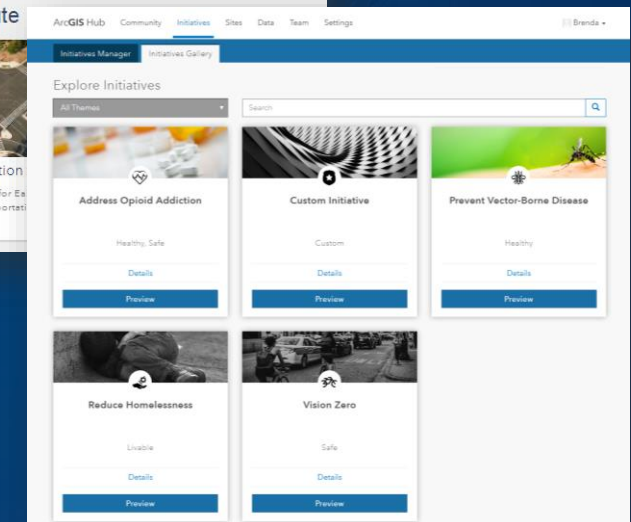 ArcGIS Hub Community Initiatives Sites Data Team Settings Brenda
Initiatives Manager Initiatives Gallery
Explore Initiatives
All Themes Search
Address Opioid Addiction Custom Initiative Prevent Vector-Borne Disease
Healthy, Safe Custom Healthy
Details Details Details
Preview Preview Preview
Reduce Homelessness Vision Zero
Livable Safe
Details Details
Preview Preview